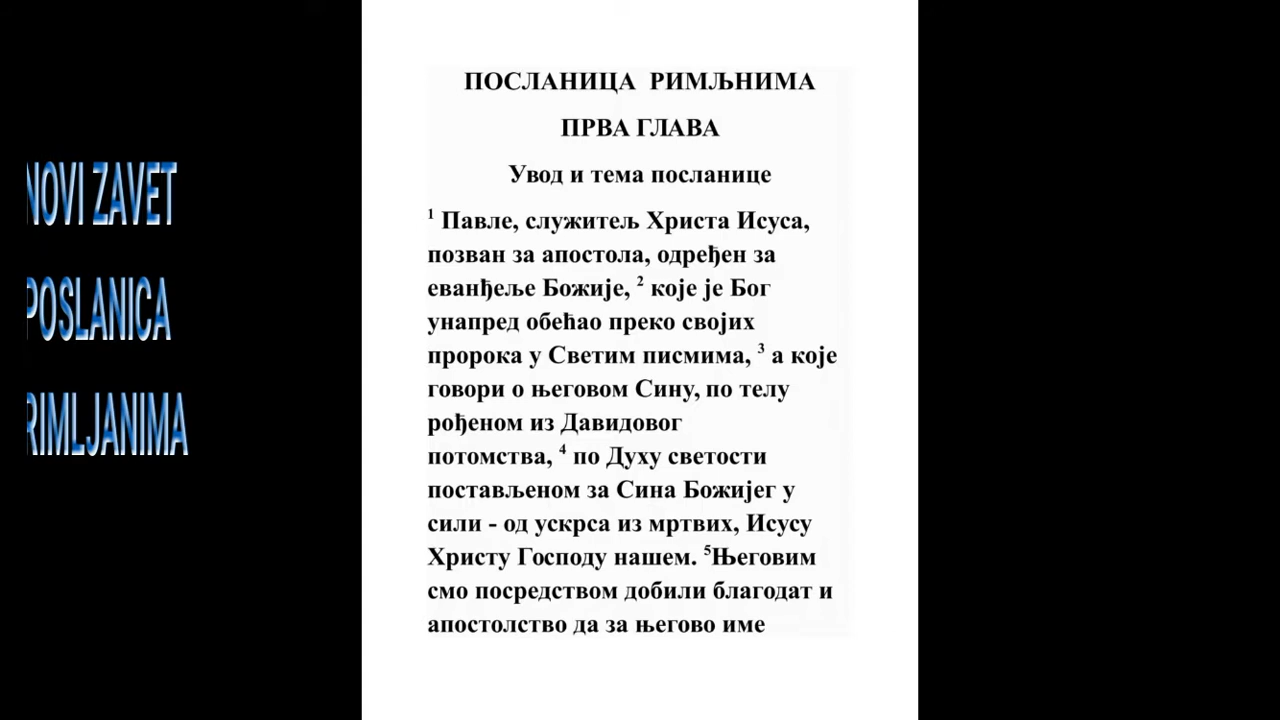 NOVI ZAVET
POSLANICA
RIMLJANIMA
ПОСЛАНИЦА РИМЉНИМА
ПРВА ГЛАВА
Увод и тема посланице
1 Павле, служитељ Христа Исуса,
позван за апостола, одређен за
еванђеље Божије, 2 које је Бог
унапред обећао преко својих
пророка у Светим писмима, 3 а које
говори о његовом Сину, по телу
рођеном из Давидовог
потомства, 4 по Духу светости
постављеном за Сина Божијег у
сили - од ускрса из мртвих, Исусу
Христу Господу нашем. 5Његовим
смо посредством добили благодат и
апостолство да за његово име